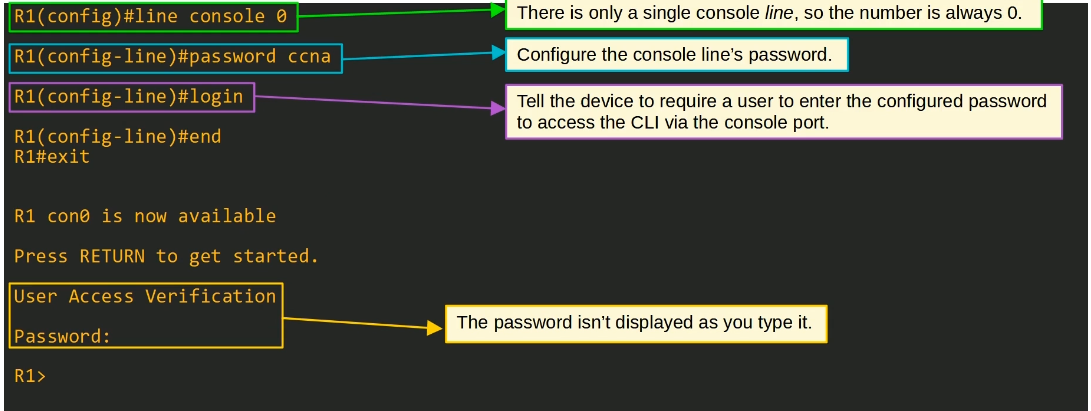 R1(config)#line console 0
There is only a single console line, so the number is always 0.
R1(config-line)#password ccna
Configure the console line's password.
R1(config-line)#login
Tell the device to require a user to enter the configured password
to access the CLI via the console port.
R1(config-line)#end
R1#exit
R1 con0 is now available
Press RETURN to get started.
User Access Verification
Password:
The password isn't displayed as you type it.
R1>